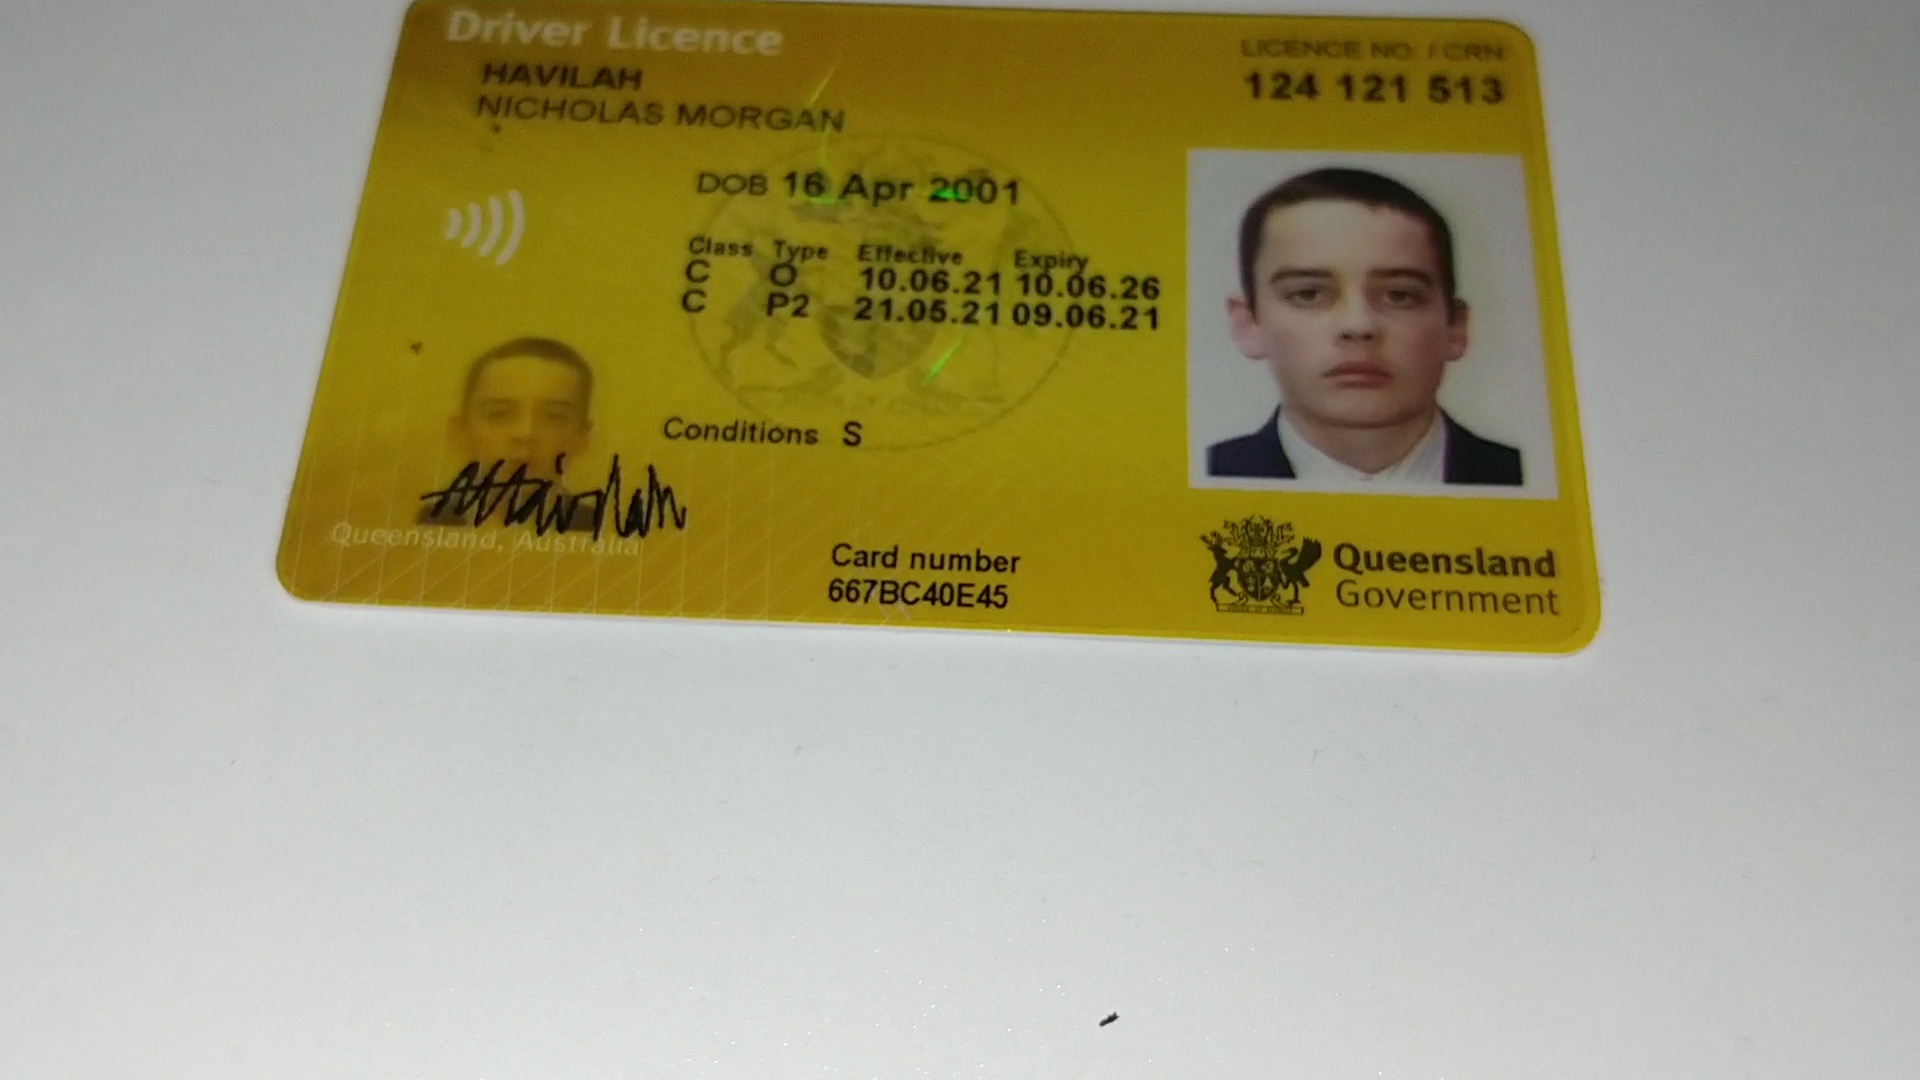 Driver Licence
HAVILAH
NICHOLAS MORGAN
LICENCE NO. / CRN
124 121 513
DOB 16 Apr 2001
Class Type Effective Expiry
C O 10.06.21 10.06.26
C P2 21.05.21 09.06.21
Conditions S
Queensland, Australia
Card number
667BC40E45
Queensland
Government